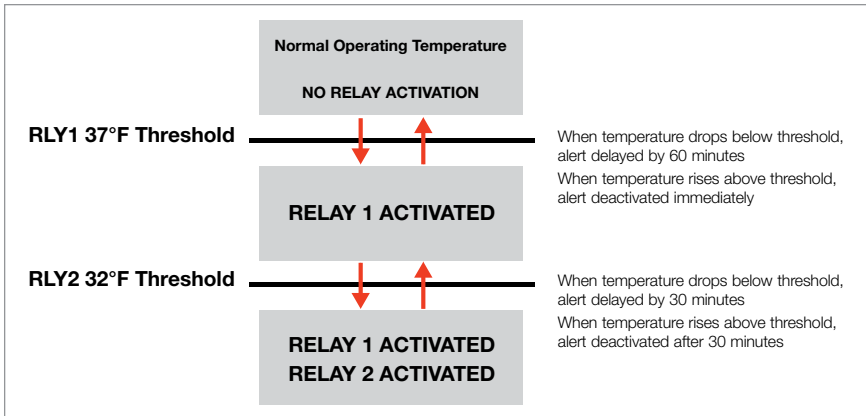 Normal Operating Temperature
NO RELAY ACTIVATION
RLY1 37°F Threshold
When temperature drops below threshold,
alert delayed by 60 minutes
When temperature rises above threshold,
alert deactivated immediately
RELAY 1 ACTIVATED
RLY2 32°F Threshold
When temperature drops below threshold,
alert delayed by 30 minutes
When temperature rises above threshold,
alert deactivated after 30 minutes
RELAY 1 ACTIVATED
RELAY 2 ACTIVATED